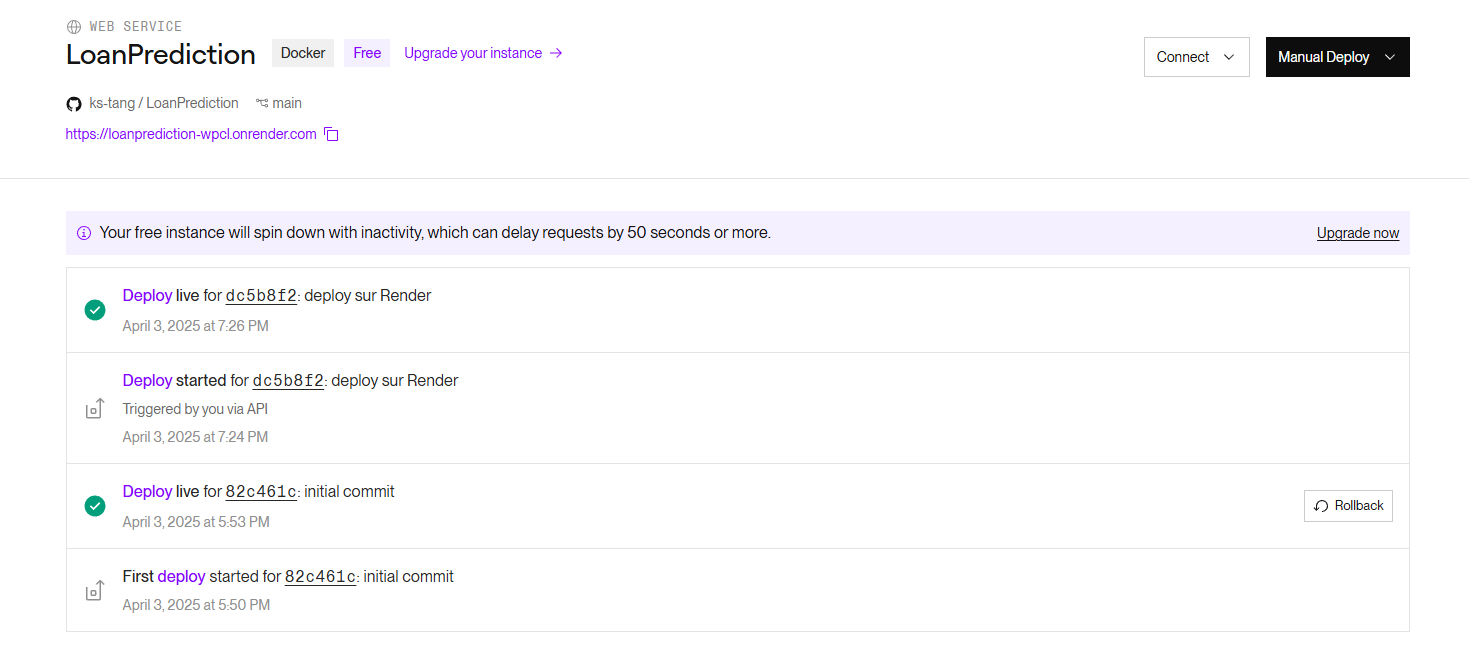 WEB SERVICE
LoanPrediction Docker Free Upgrade your instance →
Connect Manual Deploy
ks-tang / LoanPrediction main
https://loanprediction-wpcl.onrender.com
Your free instance will spin down with inactivity, which can delay requests by 50 seconds or more. Upgrade now
Deploy live for dc5b8f2: deploy sur Render
April 3, 2025 at 7:26 PM
Deploy started for dc5b8f2: deploy sur Render
Triggered by you via API
April 3, 2025 at 7:24 PM
Deploy live for 82c461c: initial commit
Rollback
April 3, 2025 at 5:53 PM
First deploy started for 82c461c: initial commit
April 3, 2025 at 5:50 PM